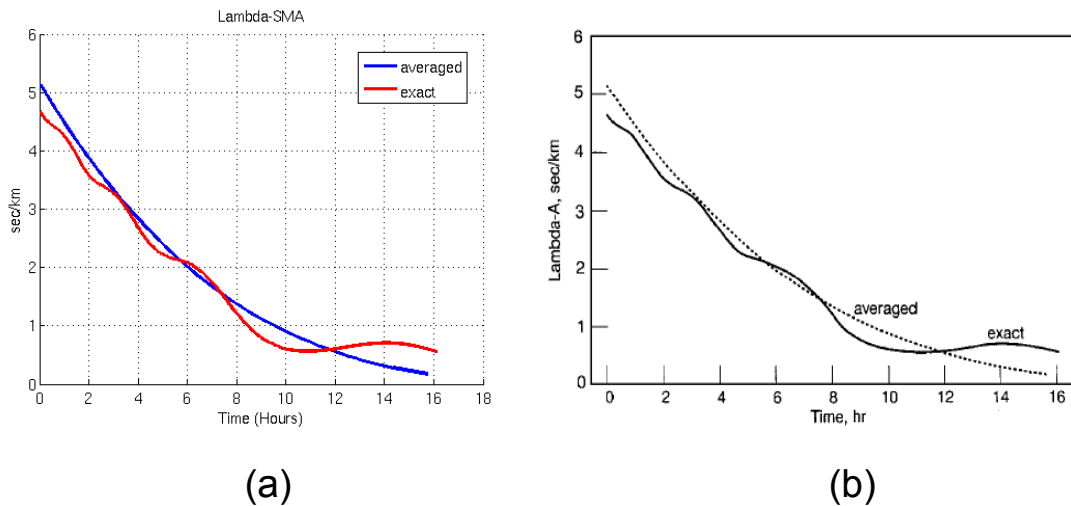 Lambda-SMA
6
5
4
3
2
1
0
sec/km
averaged
exact
0 2 4 6 8 10 12 14 16 18
Time (Hours)
(a)
6
5
4
3
2
1
0
Lambda-A, sec/km
averaged
exact
0 2 4 6 8 10 12 14 16
Time, hr
(b)